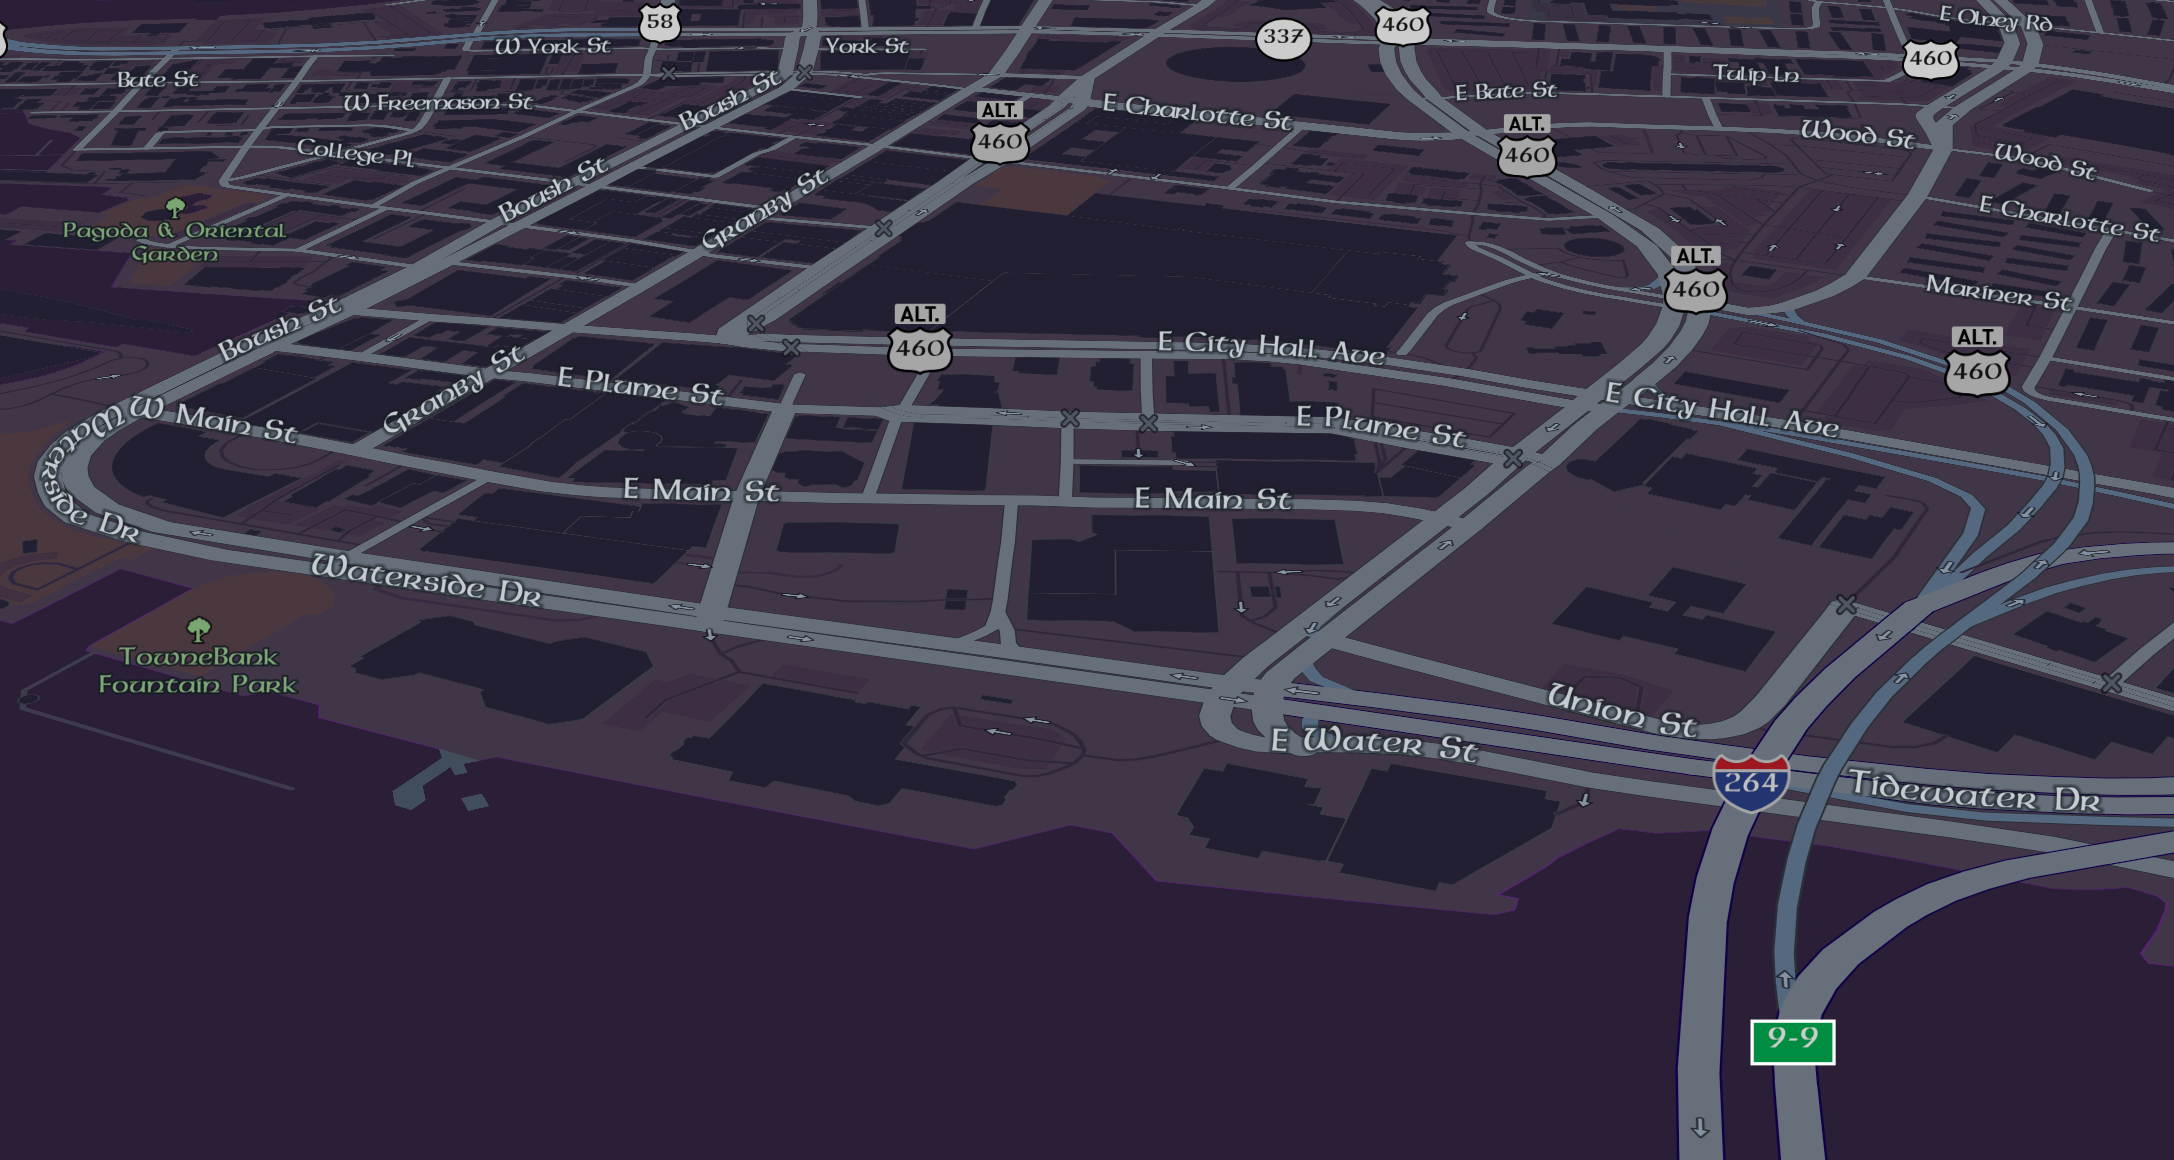 58
337
460
E Olney Rd
W York St
York St
460
Bute St
Tulip Ln
E Bute St
W Freemason St
Boush St
E Charlotte St
ALT.
460
ALT.
460
Wood St
College Pl
Wood St
Boush St
Granby St
E Charlotte St
Pagoda & Oriental
Garden
ALT.
460
Mariner St
Boush St
ALT.
460
E City Hall Ave
ALT.
460
Granby St
E Plume St
E City Hall Ave
W Main St
E Plume St
Waterside Dr
E Main St
E Main St
Waterside Dr
TowneBank
Fountain Park
Union St
E Water St
264
Tidewater Dr
9-9